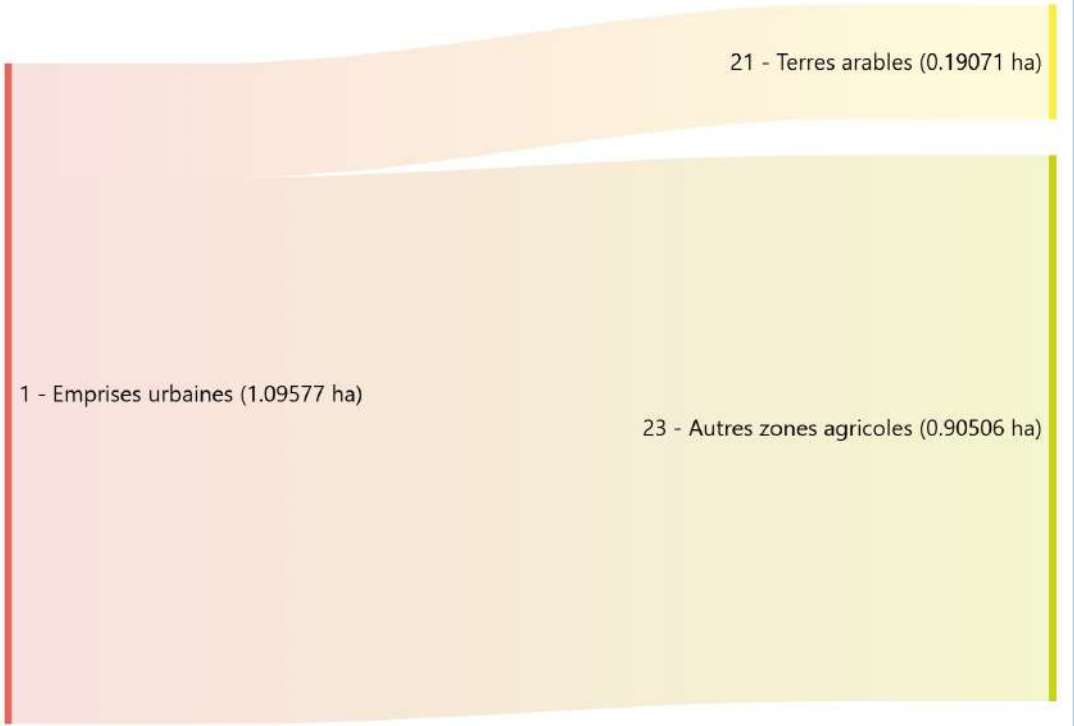 21 - Terres arables (0.19071 ha)
1 - Emprises urbaines (1.09577 ha)
23 - Autres zones agricoles (0.90506 ha)